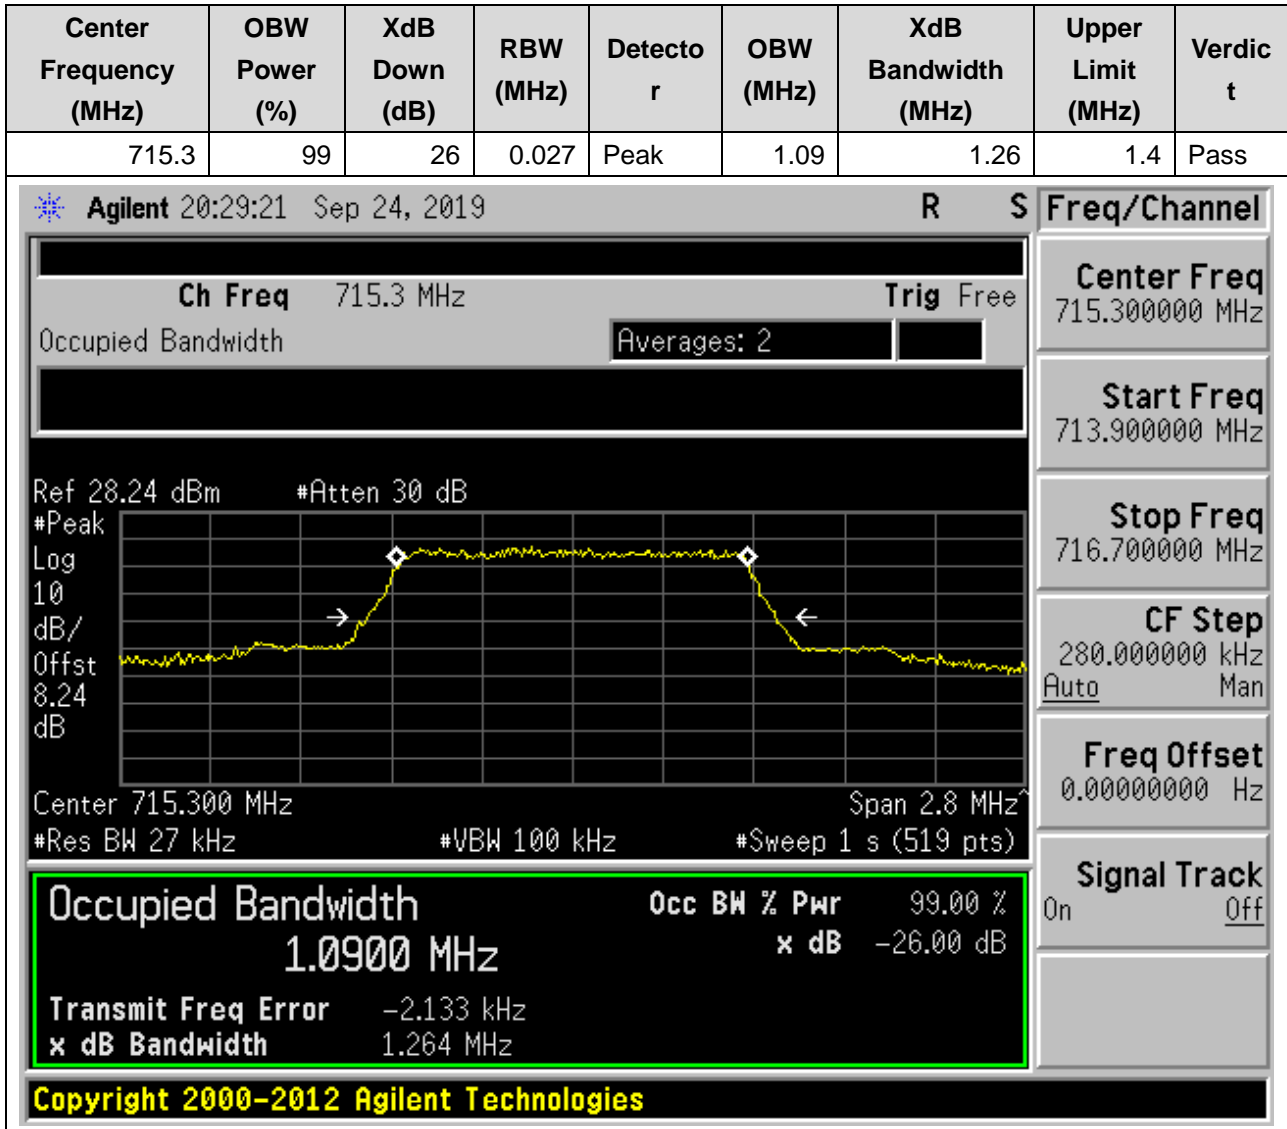 Center Frequency (MHz) OBW Power (%) XdB Down (dB) RBW (MHz) Detecto r OBW (MHz) XdB Bandwidth (MHz) Upper Limit (MHz) Verdic t
715.3 99 26 0.027 Peak 1.09 1.26 1.4 Pass
Agilent 20:29:21 Sep 24, 2019 R S
Freq/Channel
Ch Freq 715.3 MHz Trig Free
Occupied Bandwidth Averages: 2
Center Freq
715.300000 MHz
Start Freq
713.900000 MHz
Stop Freq
716.700000 MHz
CF Step
280.000000 kHz
Auto Man
Freq Offset
0.00000000 Hz
Signal Track
On Off
Ref 28.24 dBm #Atten 30 dB
#Peak
Log
10
dB/
Offst
8.24
dB
Center 715.300 MHz Span 2.8 MHz^
#Res BW 27 kHz #VBW 100 kHz #Sweep 1 s (519 pts)
Occupied Bandwidth Occ BW % Pwr 99.00 %
1.0900 MHz x dB -26.00 dB
Transmit Freq Error -2.133 kHz
x dB Bandwidth 1.264 MHz
Copyright 2000-2012 Agilent Technologies